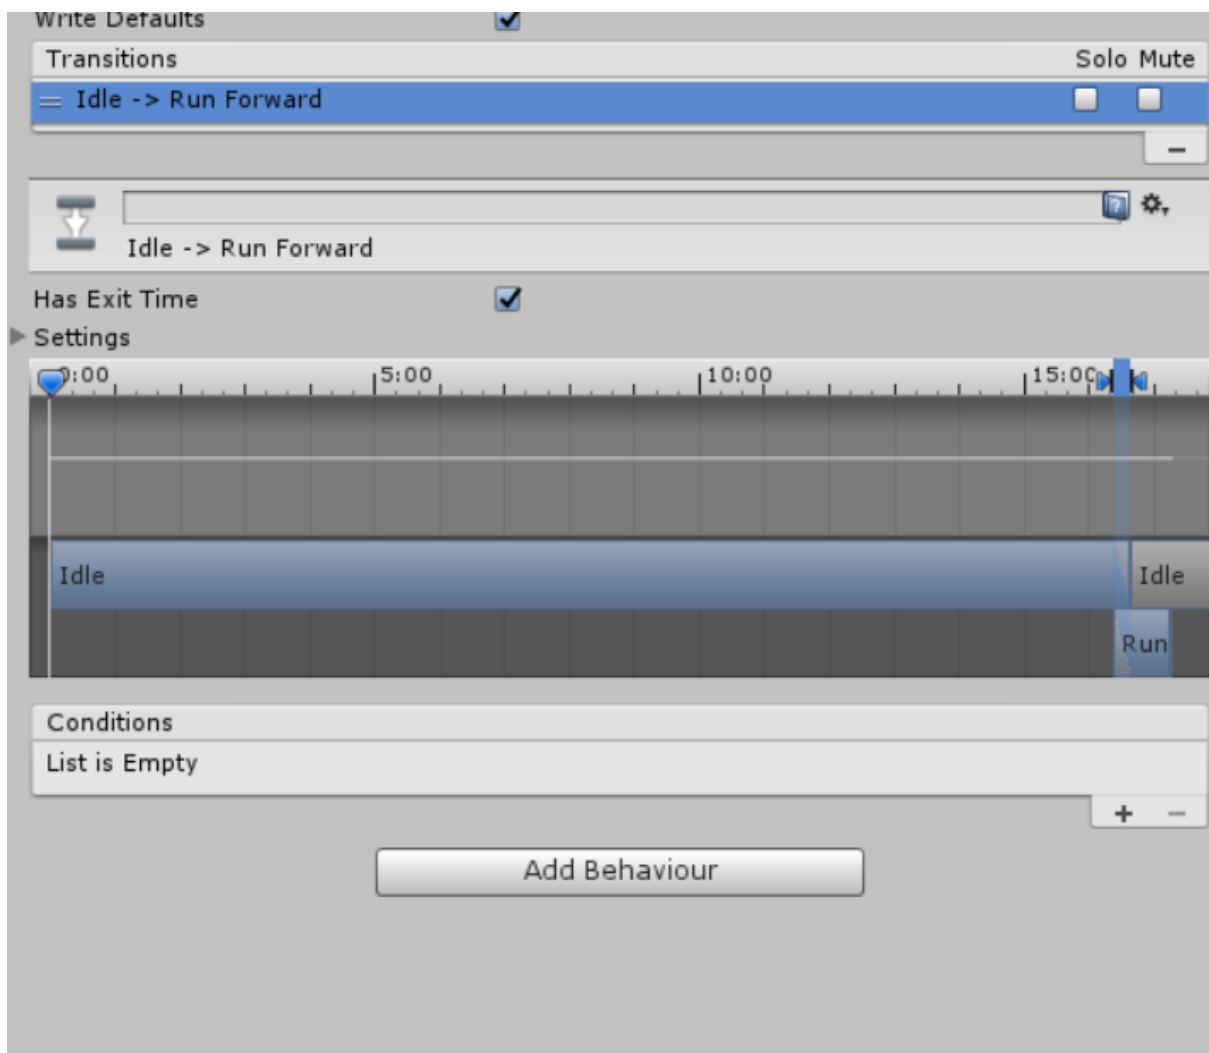 Write Defaults
Transitions Solo Mute
Idle -> Run Forward
Idle -> Run Forward
Has Exit Time
Settings
0:00 5:00 10:00 15:00
Idle Idle
Run
Conditions
List is Empty
Add Behaviour